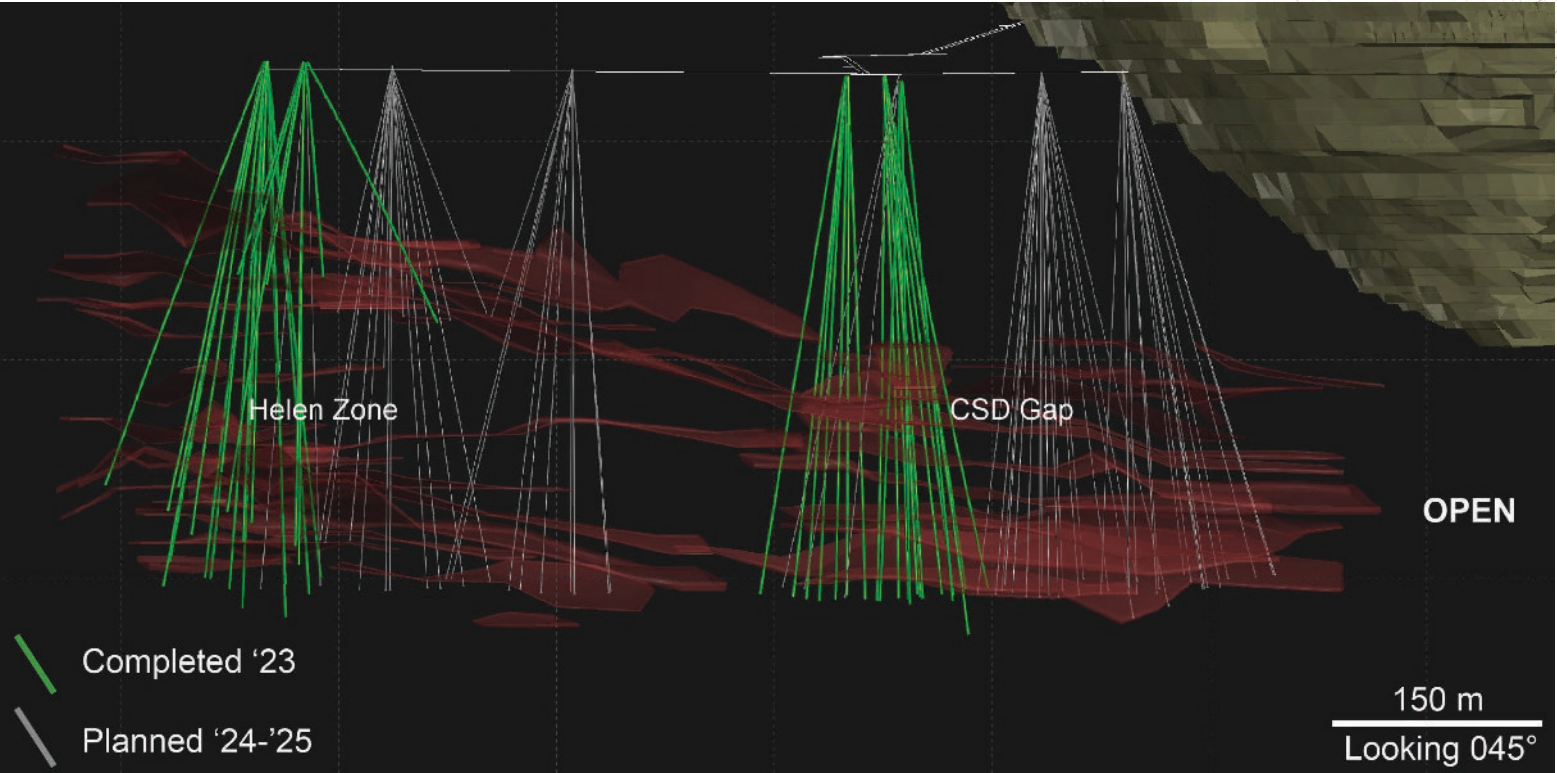 Helen Zone
CSD Gap
OPEN
Completed ‘23
Planned ‘24-’25
150 m
Looking 045°